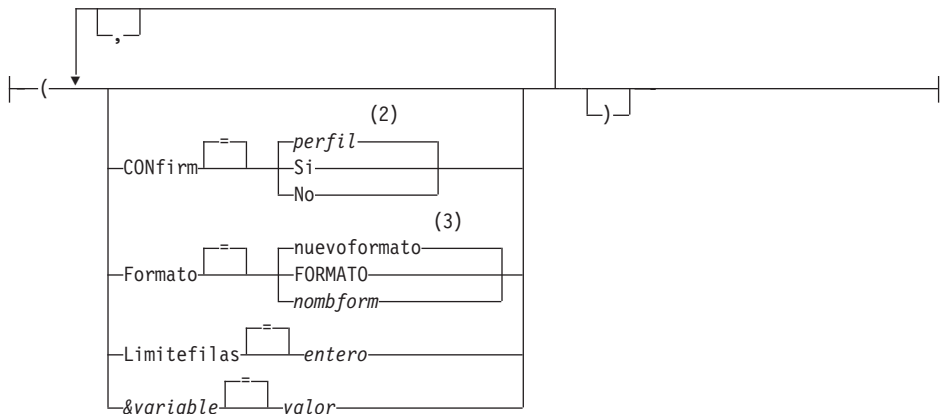 ,
( )
(2)
CONfirm = perfil
Si
No
(3)
Formato = nuevoformato
FORMATO
nombform
Limitefilas = entero
&variable = valor